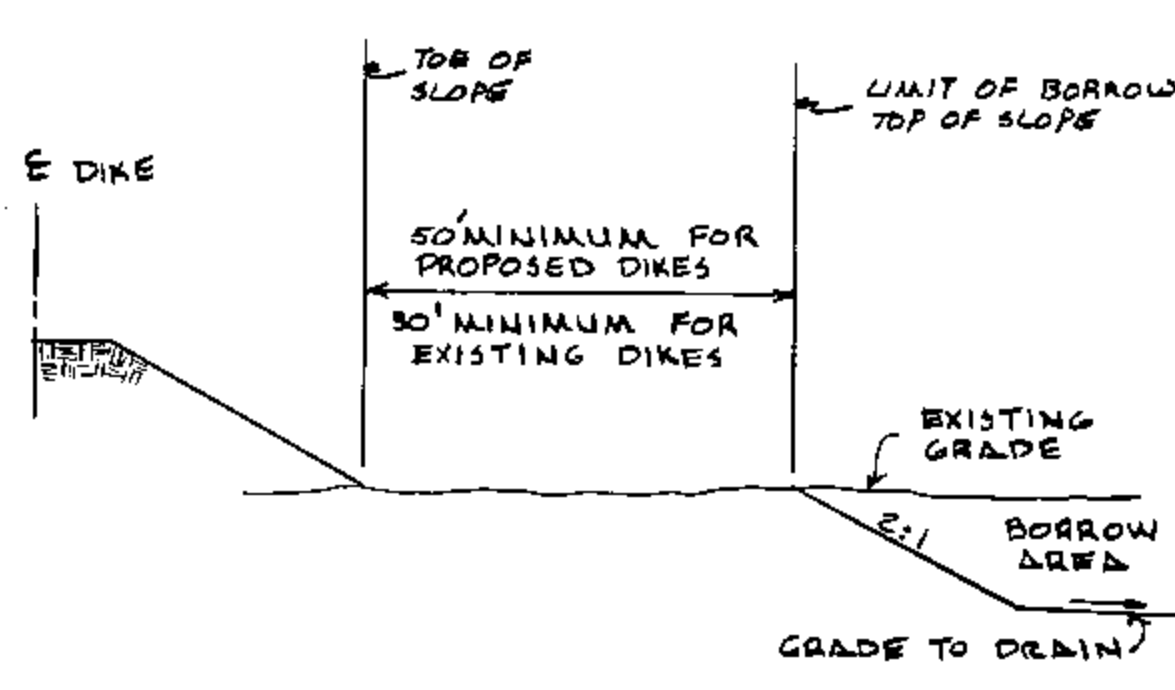 TOE OF
SLOPE
LIMIT OF BORROW
TOP OF SLOPE
℄ DIKE
50' MINIMUM FOR
PROPOSED DIKES
30' MINIMUM FOR
EXISTING DIKES
EXISTING
GRADE
2:1
BORROW
AREA
GRADE TO DRAIN